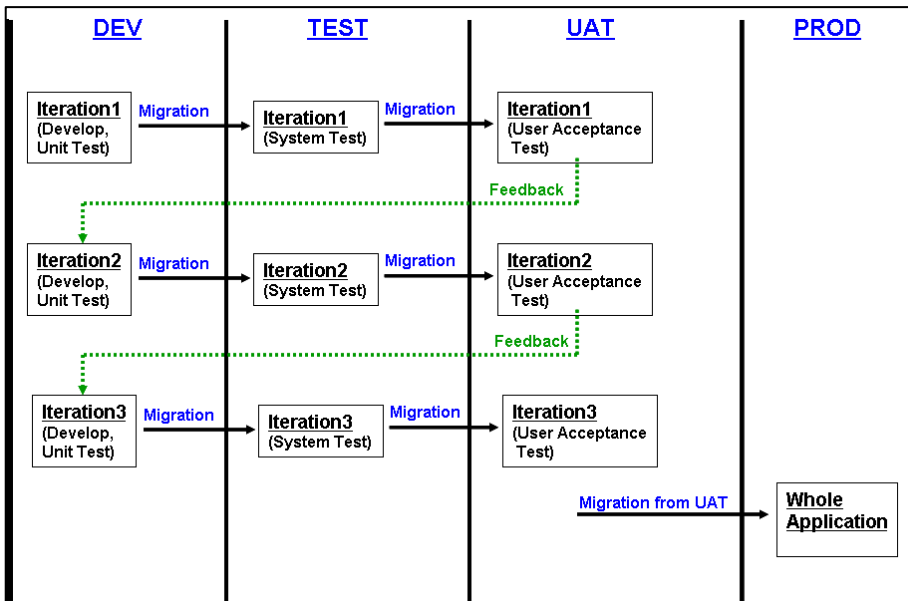 DEV
TEST
UAT
PROD
Iteration1
(Develop,
Unit Test)
Migration
Iteration1
(System Test)
Migration
Iteration1
(User Acceptance
Test)
Feedback
Iteration2
(Develop,
Unit Test)
Migration
Iteration2
(System Test)
Migration
Iteration2
(User Acceptance
Test)
Feedback
Iteration3
(Develop,
Unit Test)
Migration
Iteration3
(System Test)
Migration
Iteration3
(User Acceptance
Test)
Migration from UAT
Whole
Application